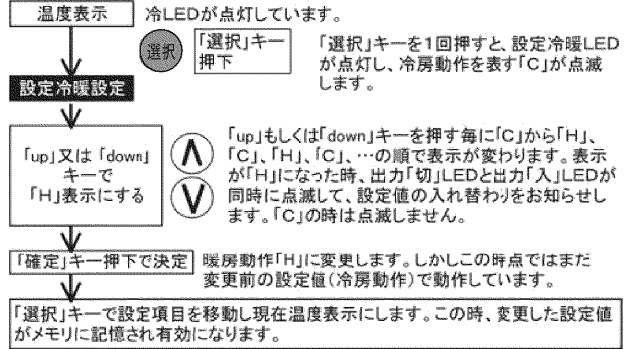 温度表示
冷LEDが点灯しています。
選択
「選択」キー
押下
「選択」キーを1回押すと、設定冷暖LED
が点灯し、冷房動作を表す「C」が点滅
します。
設定冷暖設定
「up」又は「down」
キーで
「H」表示にする
∧
∨
「up」もしくは「down」キーを押す毎に「C」から「H」、
「C」、「H」、「C」、…の順で表示が変わります。表示
が「H」になった時、出力「切」LEDと出力「入」LEDが
同時に点滅して、設定値の入れ替わりをお知らせし
ます。「C」の時は点滅しません。
「確定」キー押下で決定
暖房動作「H」に変更します。しかしこの時点ではまだ
変更前の設定値(冷房動作)で動作しています。
「選択」キーで設定項目を移動し現在温度表示にします。この時、変更した設定値
がメモリに記憶され有効になります。